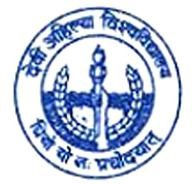 देवी अहिल्या विश्वविद्यालय
धियो यो नः प्रचोदयात्